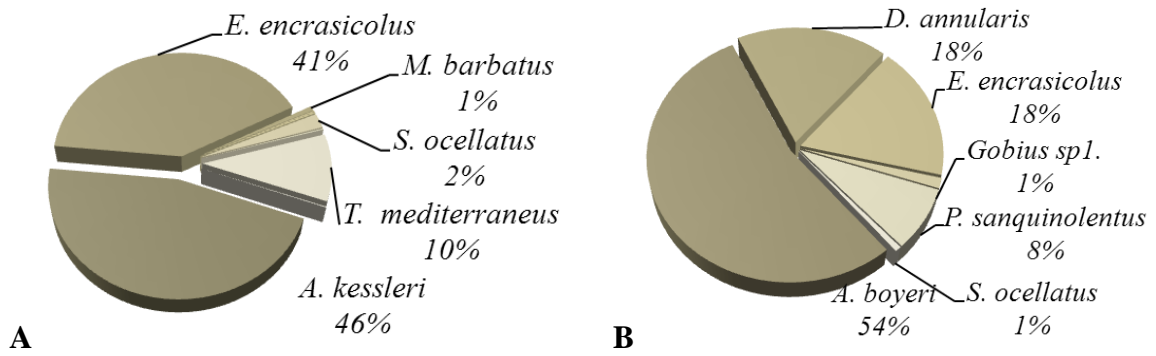 E. encrasicolus
41%
M. barbatus
1%
S. ocellatus
2%
T. mediterraneus
10%
A. kessleri
46%
A
D. annularis
18%
E. encrasicolus
18%
Gobius sp1.
1%
P. sanquinolentus
8%
S. ocellatus
1%
A. boyeri
54%
B